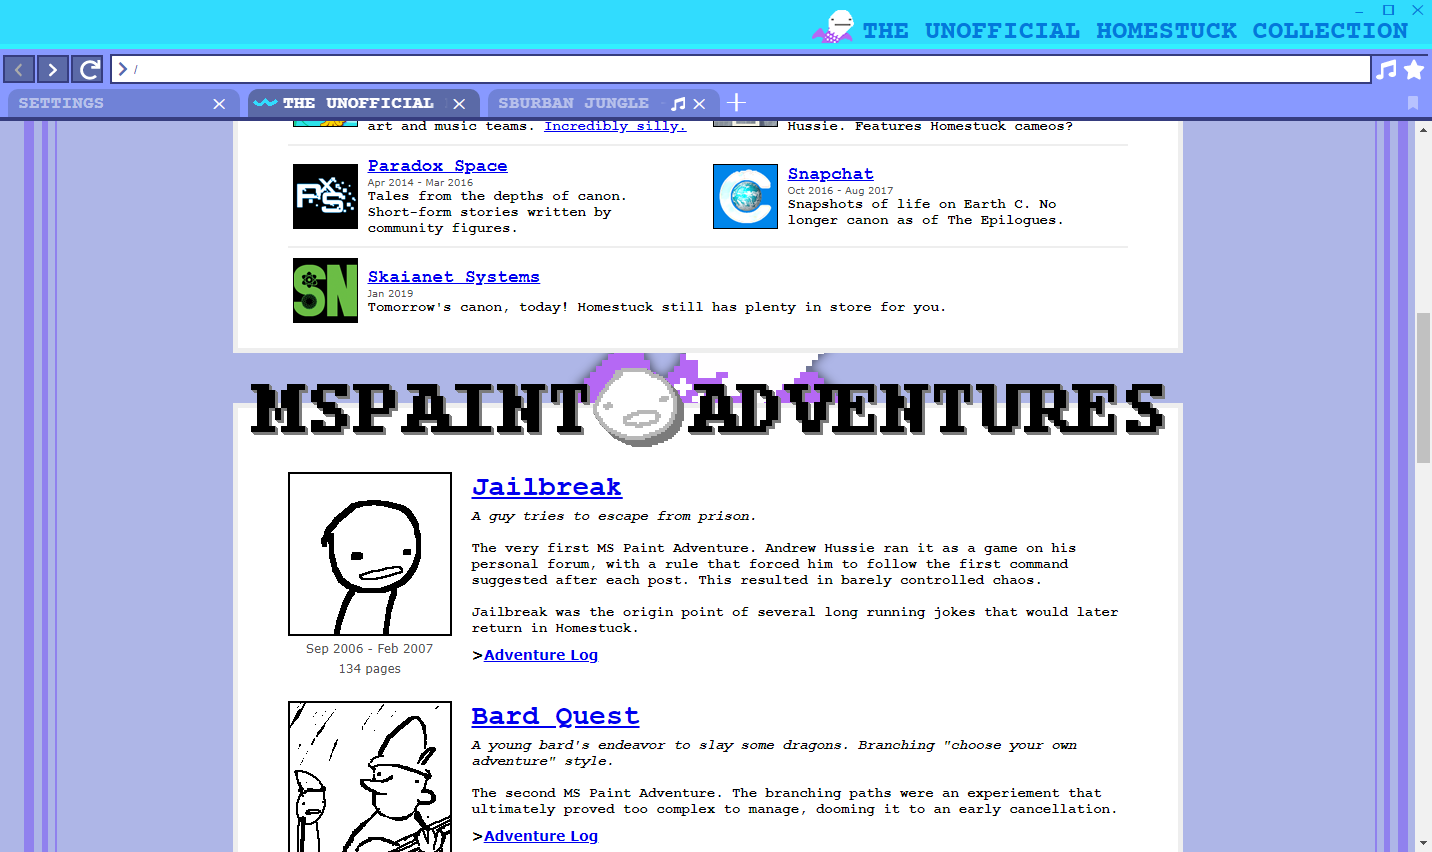 THE UNOFFICIAL HOMESTUCK COLLECTION
/
SETTINGS
THE UNOFFICIAL
SBURBAN JUNGLE
art and music teams. Incredibly silly.
Hussie. Features Homestuck cameos?
PXS
Paradox Space
Apr 2014 - Mar 2016
Tales from the depths of canon.
Short-form stories written by
community figures.
C
Snapchat
Oct 2016 - Aug 2017
Snapshots of life on Earth C. No
longer canon as of The Epilogues.
SN
Skaianet Systems
Jan 2019
Tomorrow's canon, today! Homestuck still has plenty in store for you.
MSPAINT ADVENTURES
Jailbreak
A guy tries to escape from prison.
The very first MS Paint Adventure. Andrew Hussie ran it as a game on his
personal forum, with a rule that forced him to follow the first command
suggested after each post. This resulted in barely controlled chaos.
Jailbreak was the origin point of several long running jokes that would later
return in Homestuck.
>Adventure Log
Sep 2006 - Feb 2007
134 pages
Bard Quest
A young bard's endeavor to slay some dragons. Branching "choose your own
adventure" style.
The second MS Paint Adventure. The branching paths were an experiement that
ultimately proved too complex to manage, dooming it to an early cancellation.
>Adventure Log